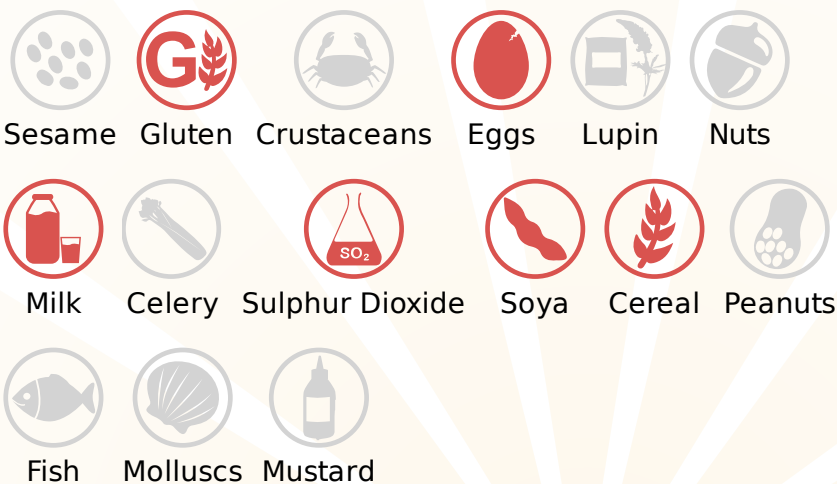 G
Sesame Gluten Crustaceans Eggs Lupin Nuts
SO₂
Milk Celery Sulphur Dioxide Soya Cereal Peanuts
Fish Molluscs Mustard